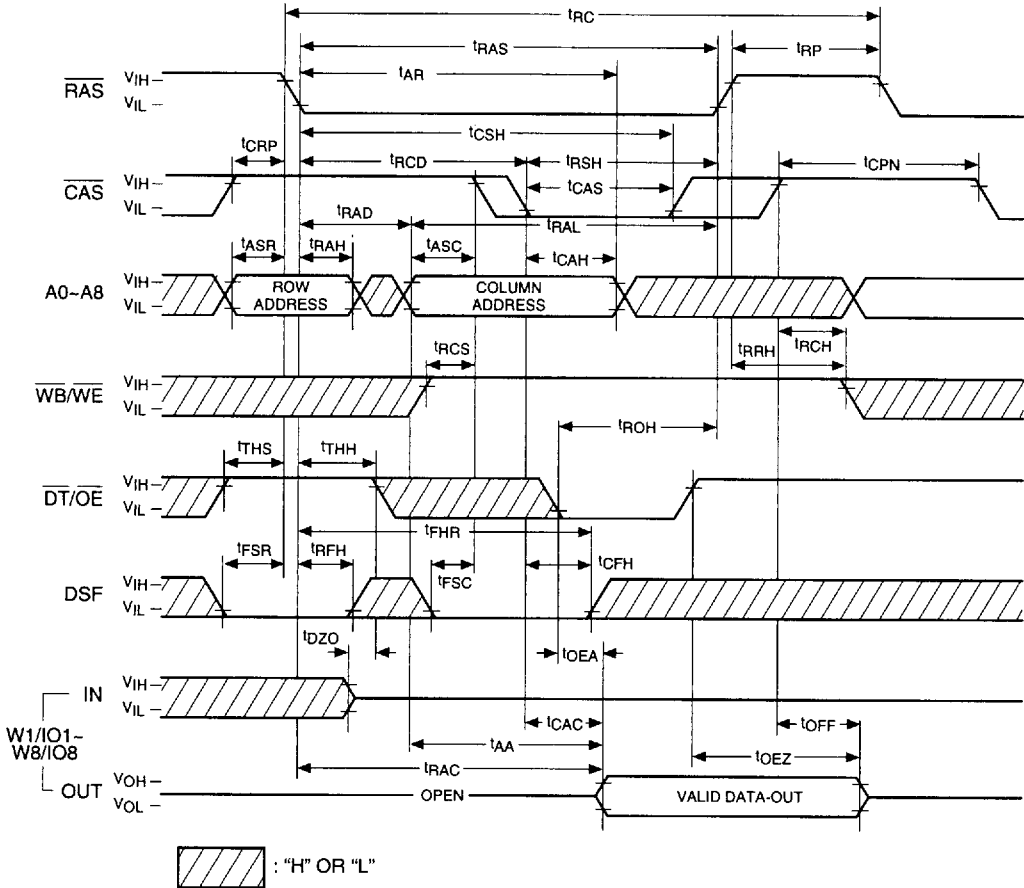 tRC
tRAS
tRP
tAR
RAS VIH VIL
tCSH
tCRP tRCD tRSH tCPN
CAS VIH VIL
tCAS
tRAD tRAL
tASR tRAH tASC tCAH
A0~A8 VIH VIL
ROW ADDRESS
COLUMN ADDRESS
tRCS tRRH tRCH
WB/WE VIH VIL
tROH
tTHS tTHH
DT/OE VIH VIL
tFHR
tFSR tRFH tFSC tCFH
DSF VIH VIL
tDZO tOEA
IN VIH VIL
W1/IO1~
W8/IO8
tCAC tOFF
tAA tOEZ
tRAC
OUT VOH VOL
OPEN
VALID DATA-OUT
: "H" OR "L"